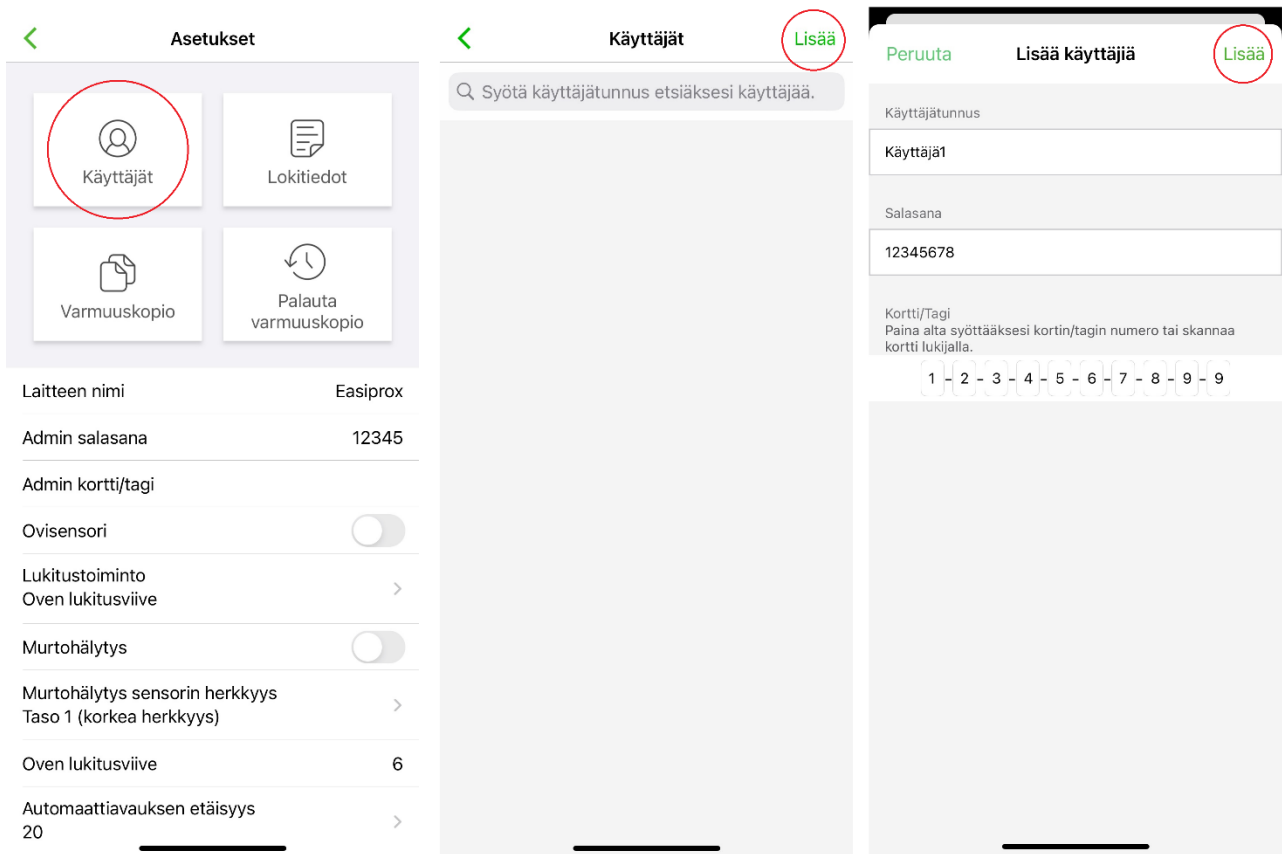 Asetukset
Käyttäjät
Lokitiedot
Varmuuskopio
Palauta
varmuuskopio
Laitteen nimi Easiprox
Admin salasana 12345
Admin kortti/tagi
Ovisensori
Lukitustoiminto
Oven lukitusviive
Murtohälytys
Murtohälytys sensorin herkkyys
Taso 1 (korkea herkkyys)
Oven lukitusviive 6
Automaattiavauksen etäisyys
20
Käyttäjät Lisää
Syötä käyttäjätunnus etsiäksesi käyttäjää.
Peruuta Lisää käyttäjiä Lisää
Käyttäjätunnus
Käyttäjä1
Salasana
12345678
Kortti/Tagi
Paina alta syöttääksesi kortin/tagin numero tai skannaa
kortti lukijalla.
1 - 2 - 3 - 4 - 5 - 6 - 7 - 8 - 9 - 9